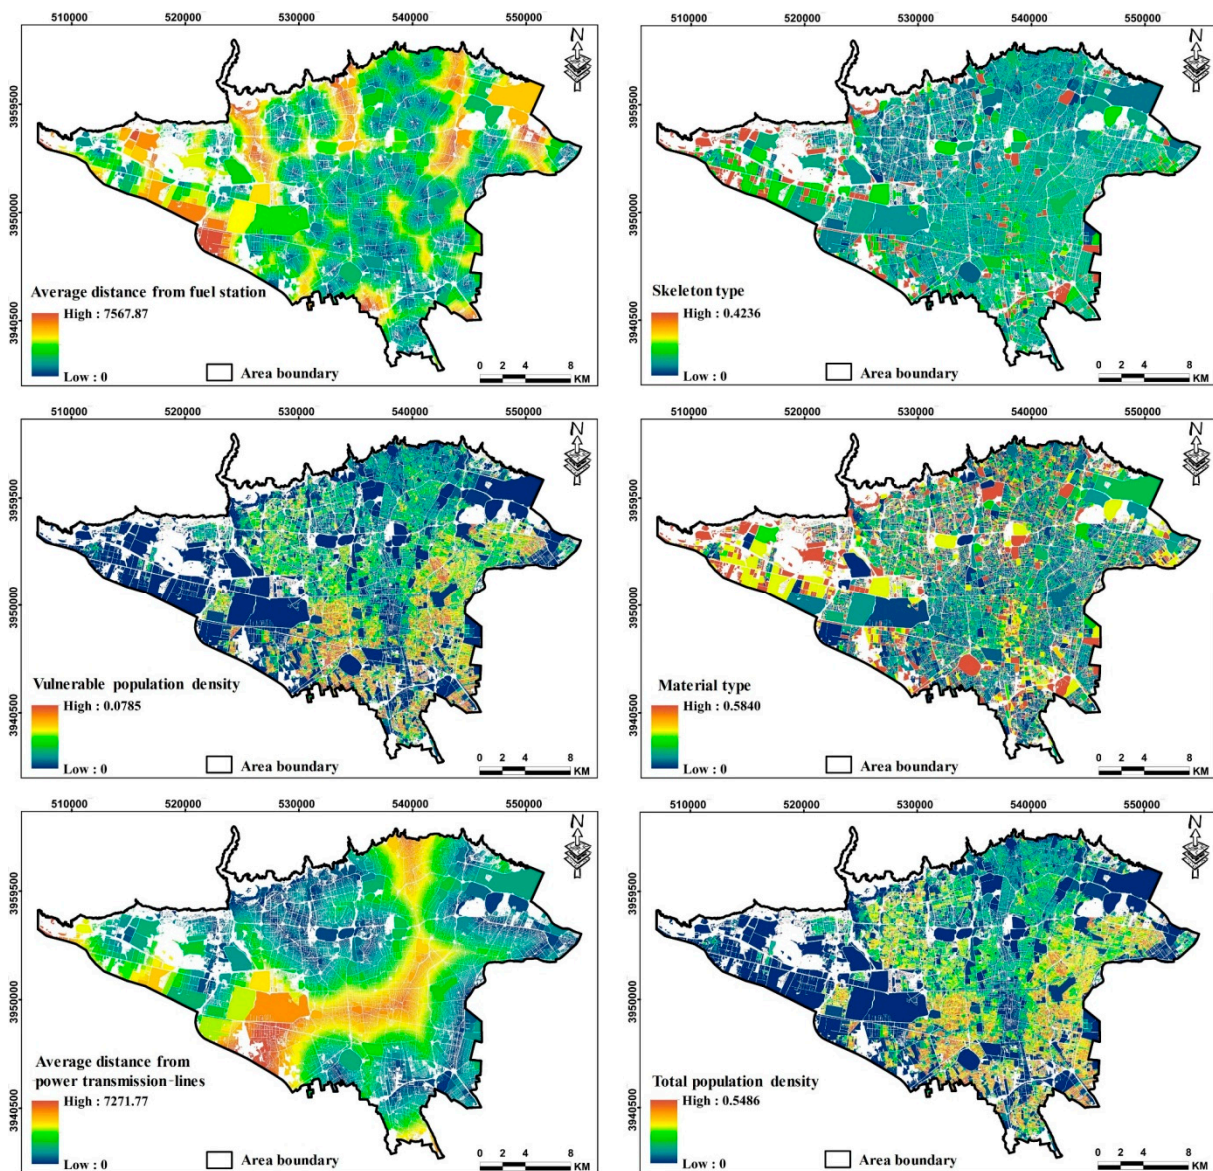 510000 520000 530000 540000 550000
N
3959500
3950000
3940500
Average distance from fuel station
High : 7567.87
Low : 0
Area boundary
0 2 4 8
KM
510000 520000 530000 540000 550000
N
3959500
3950000
3940500
Skeleton type
High : 0.4236
Low : 0
Area boundary
0 2 4 8
KM
510000 520000 530000 540000 550000
N
3959500
3950000
3940500
Vulnerable population density
High : 0.0785
Low : 0
Area boundary
0 2 4 8
KM
510000 520000 530000 540000 550000
N
3959500
3950000
3940500
Material type
High : 0.5840
Low : 0
Area boundary
0 2 4 8
KM
510000 520000 530000 540000 550000
N
3959500
3950000
3940500
Average distance from
power transmission-lines
High : 7271.77
Low : 0
Area boundary
0 2 4 8
KM
510000 520000 530000 540000 550000
N
3959500
3950000
3940500
Total population density
High : 0.5486
Low : 0
Area boundary
0 2 4 8
KM